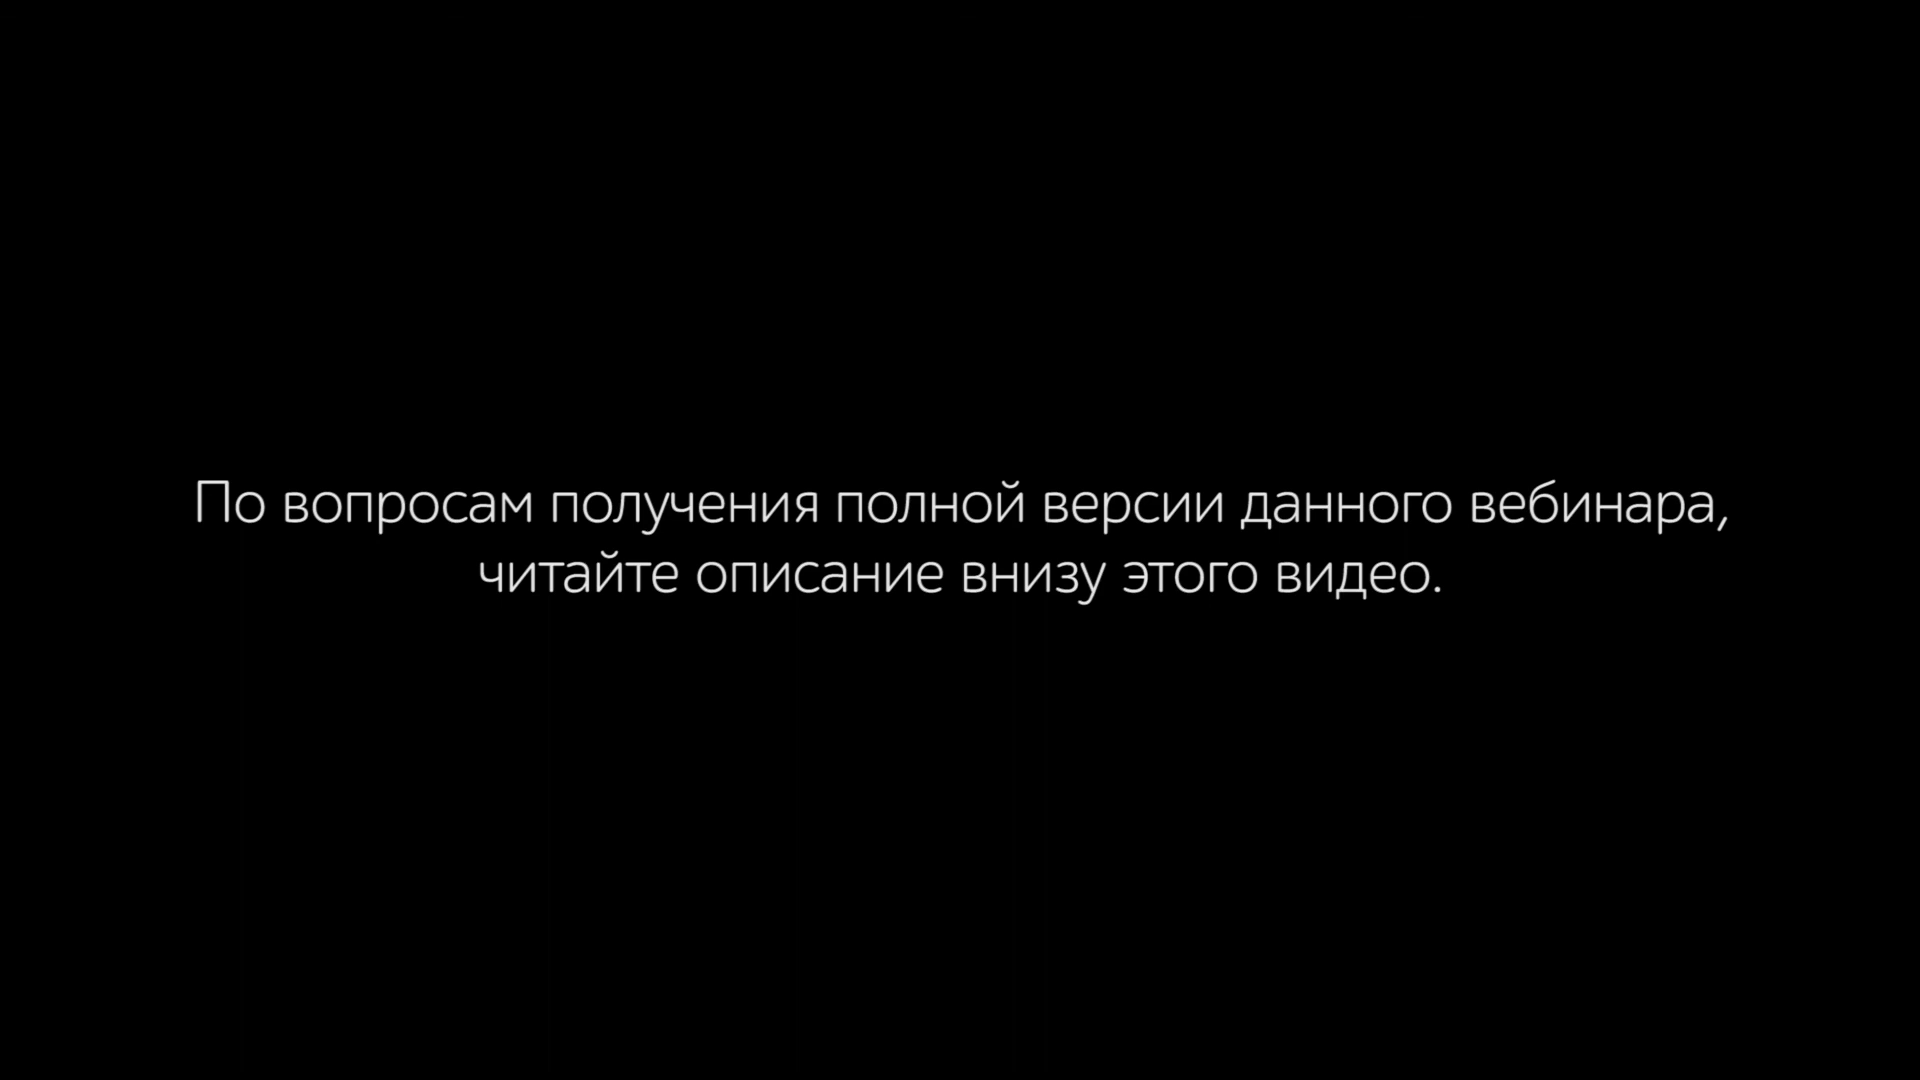 По вопросам получения полной версии данного вебинара,
читайте описание внизу этого видео.